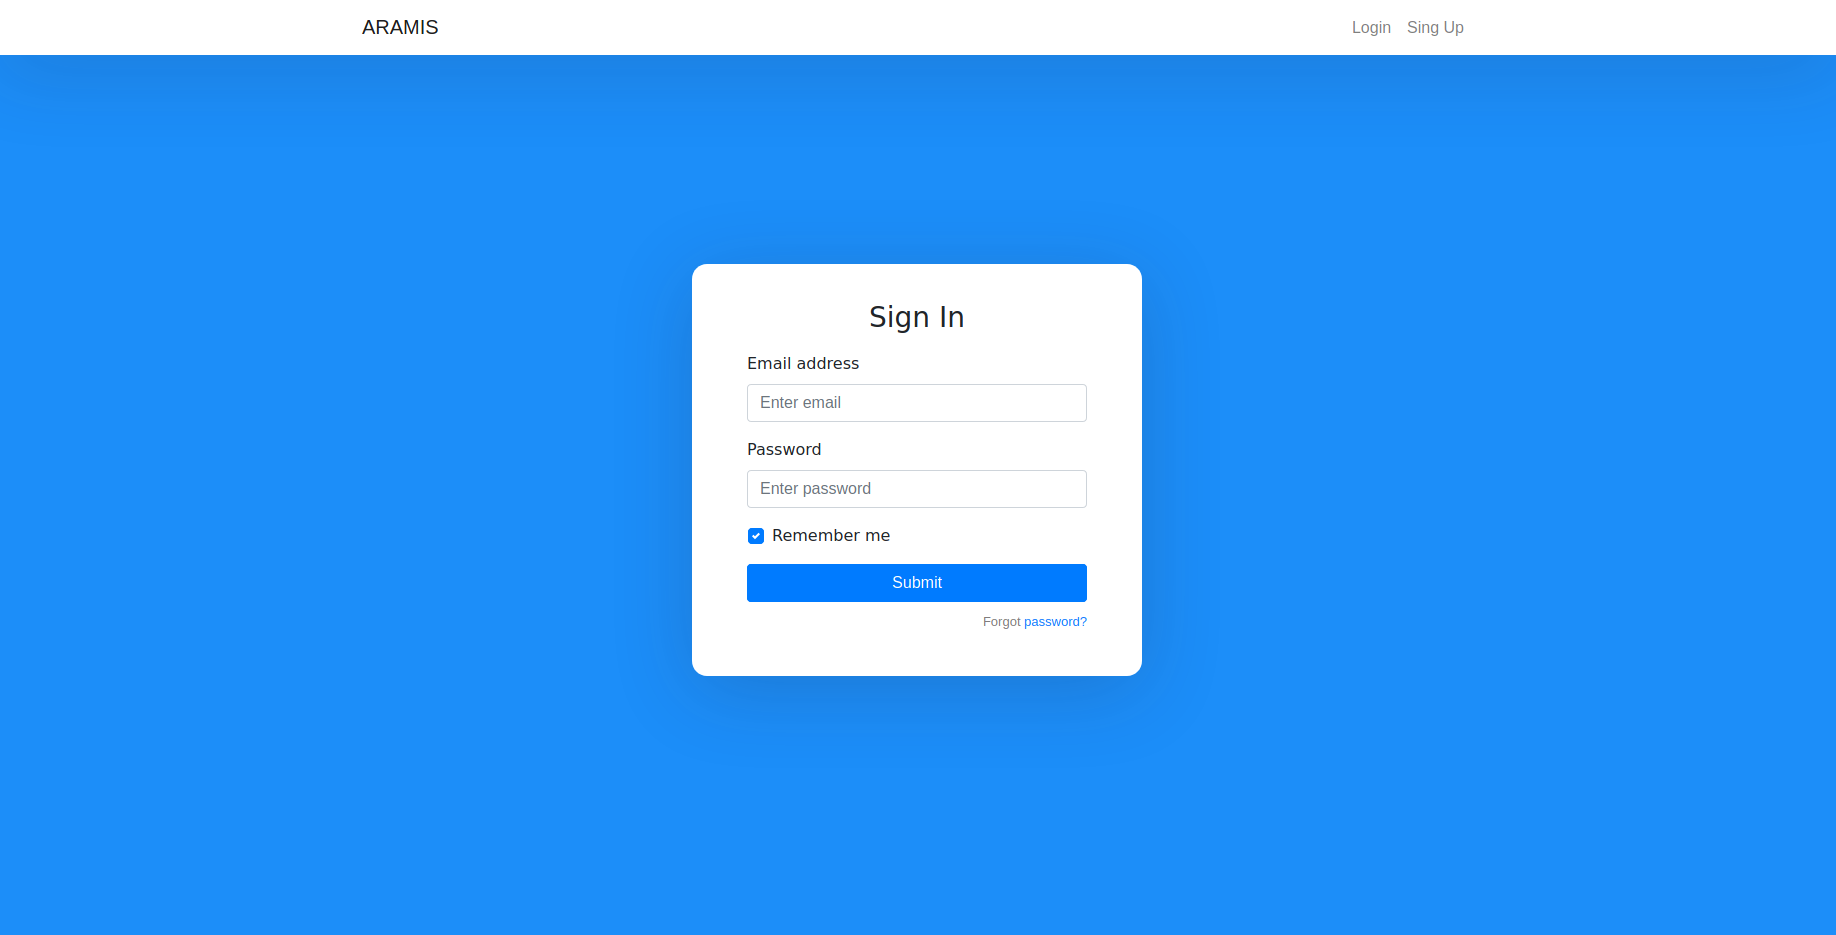 ARAMIS
Login Sing Up
Sign In
Email address
Enter email
Password
Enter password
Remember me
Submit
Forgot password?